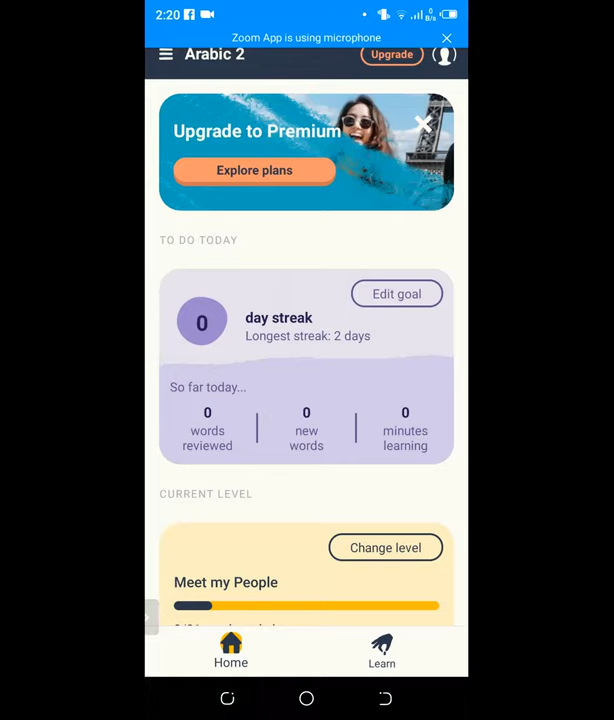 2:20
0
B/s
Zoom App is using microphone
Arabic 2
Upgrade
Upgrade to Premium
Explore plans
TO DO TODAY
Edit goal
0
day streak
Longest streak: 2 days
So far today...
0 words reviewed
0 new words
0 minutes learning
CURRENT LEVEL
Change level
Meet my People
Home
Learn